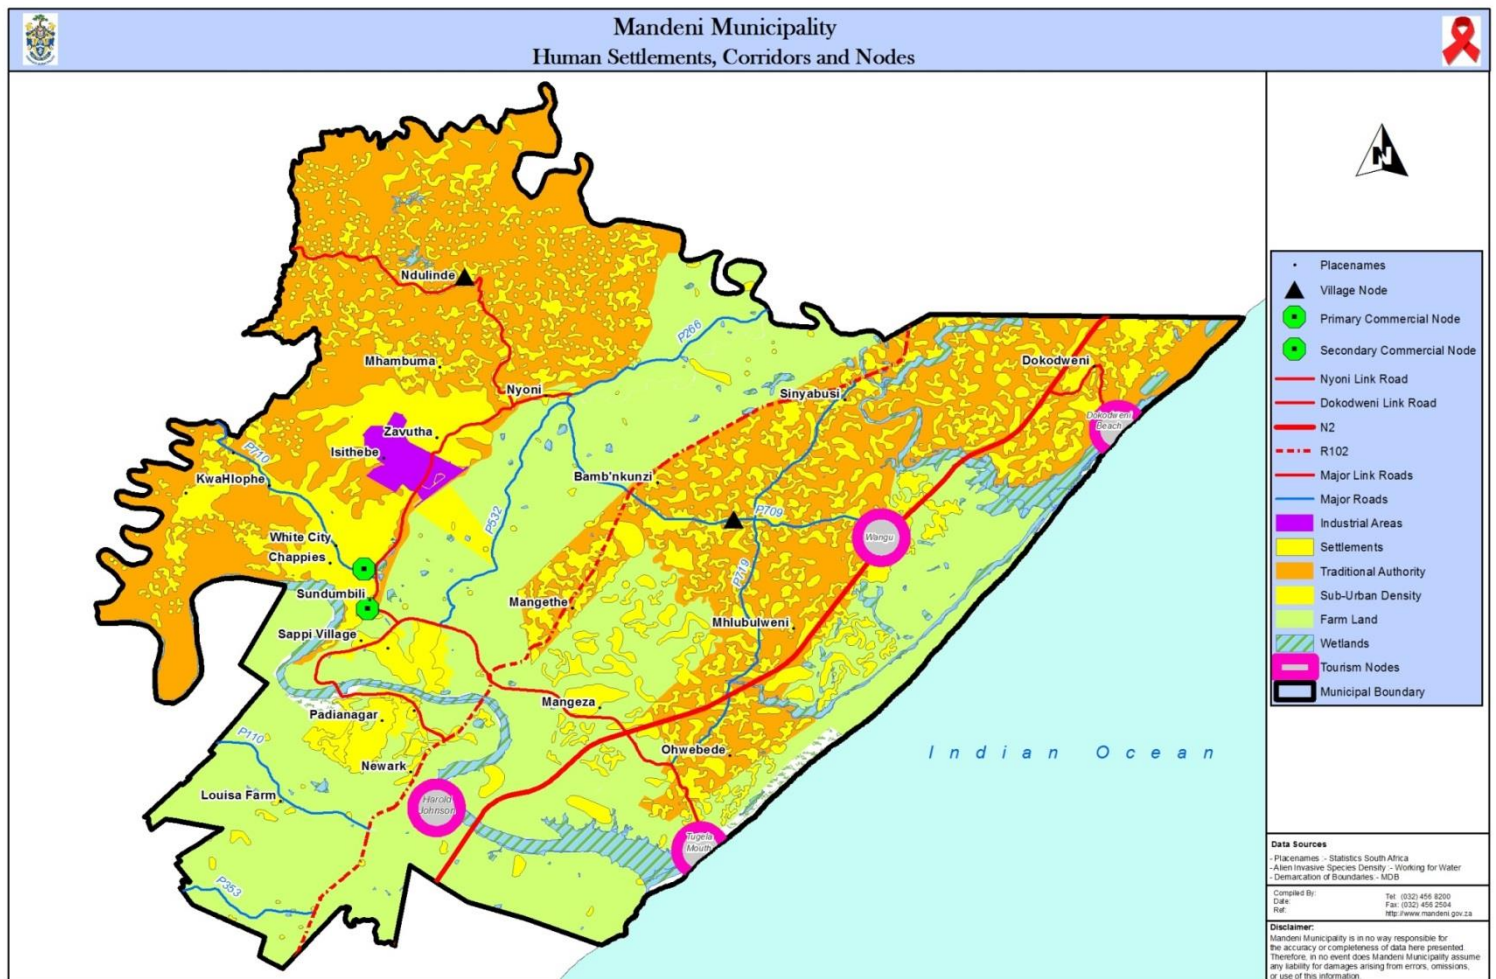 Mandeni Municipality
Human Settlements, Corridors and Nodes
Ndulinde
P266
Mhambuma
Nyoni
Dokodweni
Sinyabusi
Dokodweni
Beach
Zavutha
Isithebe
P710
KwaHlophe
Bamb'nkunzi
P532
P709
Wangu
White City
Chappies
P719
Sundumbili
Mangethe
Mhlubulweni
Sappi Village
Mangeza
Padianagar
P110
Ohwebede
Newark
Louisa Farm
Harold
Johnson
Tugela
Mouth
P353
Indian Ocean
N
Placenames
Village Node
Primary Commercial Node
Secondary Commercial Node
Nyoni Link Road
Dokodweni Link Road
N2
R102
Major Link Roads
Major Roads
Industrial Areas
Settlements
Traditional Authority
Sub-Urban Density
Farm Land
Wetlands
Tourism Nodes
Municipal Boundary
Data Sources
- Placenames :- Statistics South Africa
- Alien Invasive Species Density :- Working for Water
- Demarcation of Boundaries :- MDB
Compiled By:
Date:
Ref:
Tel: (032) 456 8200
Fax: (032) 456 2504
http://www.mandeni.gov.za
Disclaimer:
Mandeni Municipality is in no way responsible for
the accuracy or completeness of data here presented.
Therefore, in no event does Mandeni Municipality assume
any liability for damages arising from errors, omissions,
or use of this information.